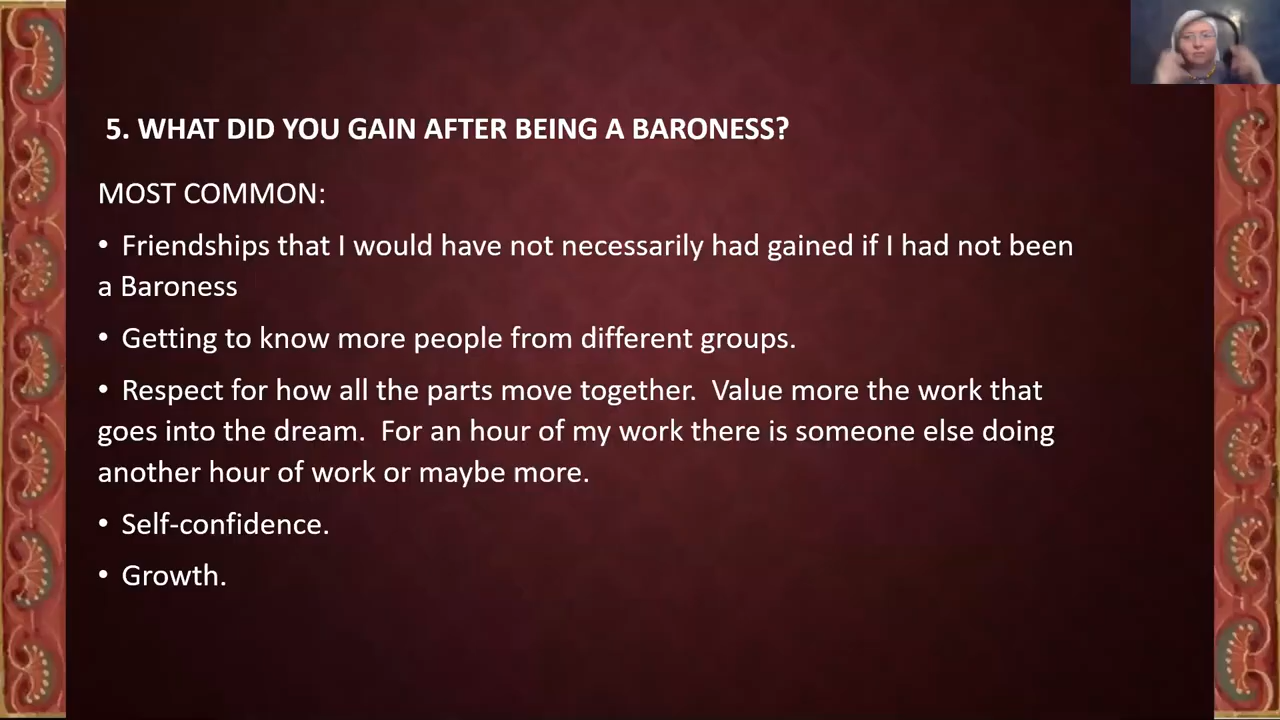 5. WHAT DID YOU GAIN AFTER BEING A BARONESS?
MOST COMMON:
• Friendships that I would have not necessarily had gained if I had not been
a Baroness
• Getting to know more people from different groups.
• Respect for how all the parts move together.  Value more the work that
goes into the dream.  For an hour of my work there is someone else doing
another hour of work or maybe more.
• Self-confidence.
• Growth.